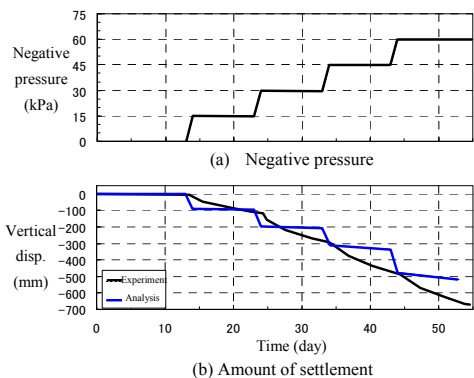 75
60
45
30
15
0
Negative
pressure
(kPa)
(a) Negative pressure
0
−100
−200
−300
−400
−500
−600
−700
Vertical
disp.
(mm)
Experiment
Analysis
0 10 20 30 40 50
Time (day)
(b) Amount of settlement